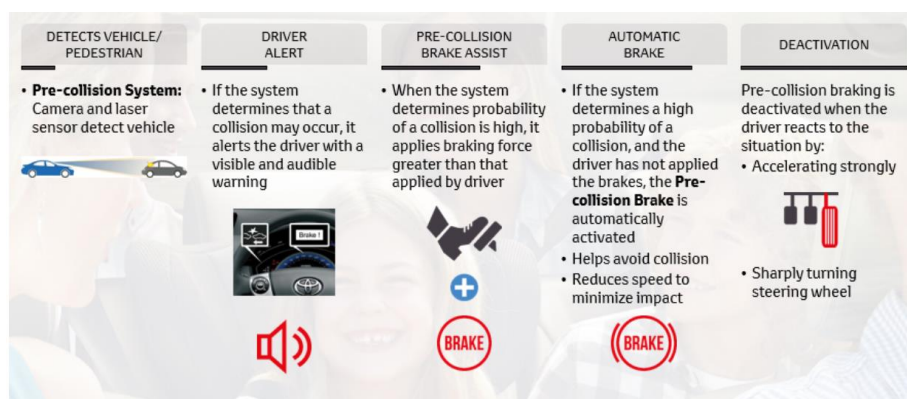 DETECTS VEHICLE/
PEDESTRIAN
• Pre-collision System:
Camera and laser
sensor detect vehicle
DRIVER
ALERT
• If the system
determines that a
collision may occur, it
alerts the driver with a
visible and audible
warning
Brake !
PRE-COLLISION
BRAKE ASSIST
• When the system
determines probability
of a collision is high, it
applies braking force
greater than that
applied by driver
BRAKE
AUTOMATIC
BRAKE
• If the system
determines a high
probability of a
collision, and the
driver has not applied
the brakes, the Pre-
collision Brake is
automatically
activated
• Helps avoid collision
• Reduces speed to
minimize impact
BRAKE
DEACTIVATION
Pre-collision braking is
deactivated when the
driver reacts to the
situation by:
• Accelerating strongly
• Sharply turning
steering wheel